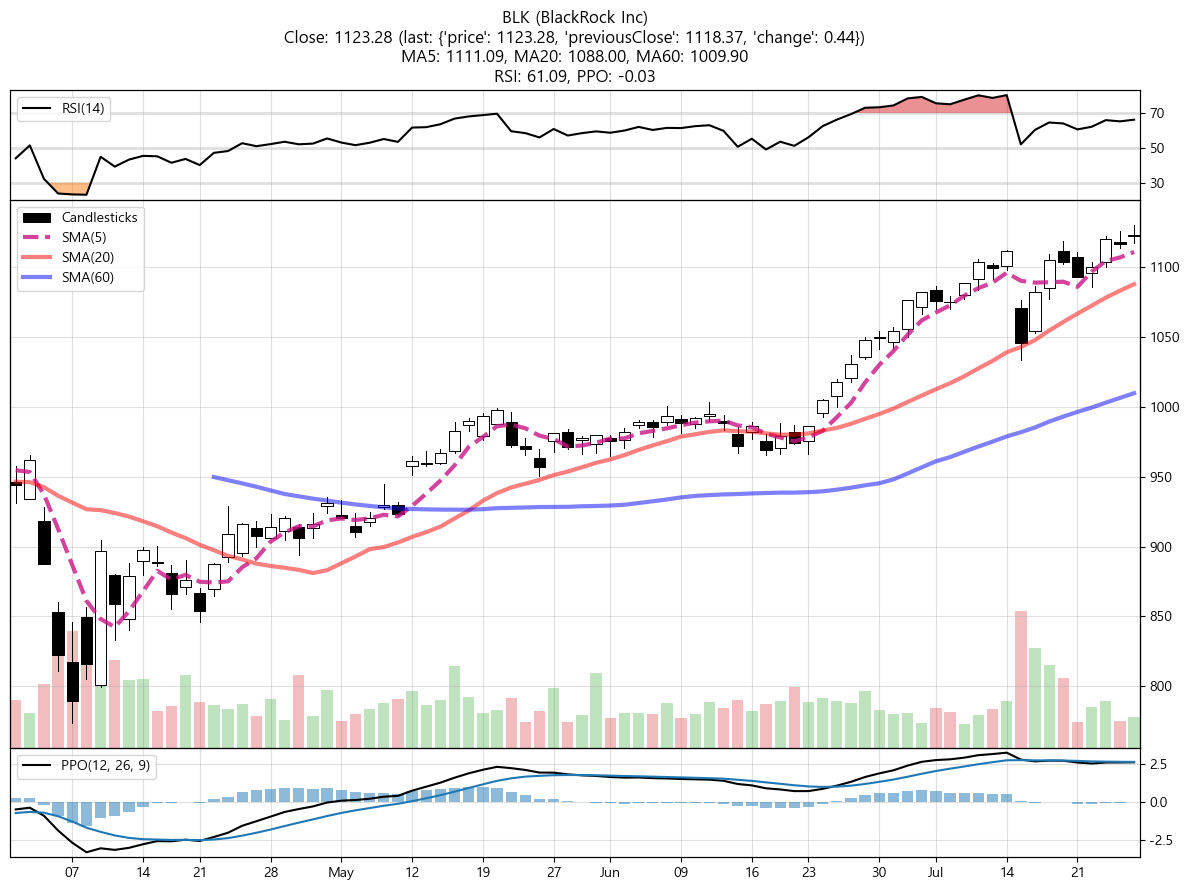 BLK (BlackRock Inc)
Close: 1123.28 (last: {'price': 1123.28, 'previousClose': 1118.37, 'change': 0.44})
MA5: 1111.09, MA20: 1088.00, MA60: 1009.90
RSI: 61.09, PPO: -0.03
RSI(14)
70
50
30
Candlesticks
SMA(5)
SMA(20)
SMA(60)
1100
1050
1000
950
900
850
800
PPO(12, 26, 9)
2.5
0.0
-2.5
07 14 21 28 May 12 19 27 Jun 09 16 23 30 Jul 14 21